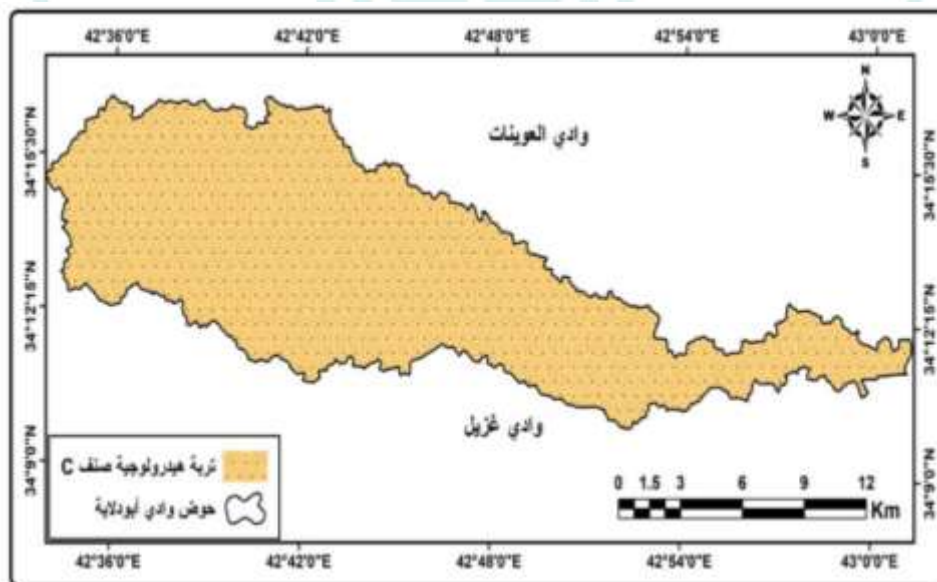 42°36'0"E 42°42'0"E 42°48'0"E 42°54'0"E 43°0'0"E
N
W E
S
وادي العوينات
34°15'30"N 34°15'30"N
34°12'15"N 34°12'15"N
وادي غزيل
34°9'0"N 34°9'0"N
تربة هيدرولوجية صنف C
حوض وادي أبودلاية
0 1.5 3 6 9 12
Km
42°36'0"E 42°42'0"E 42°48'0"E 42°54'0"E 43°0'0"E